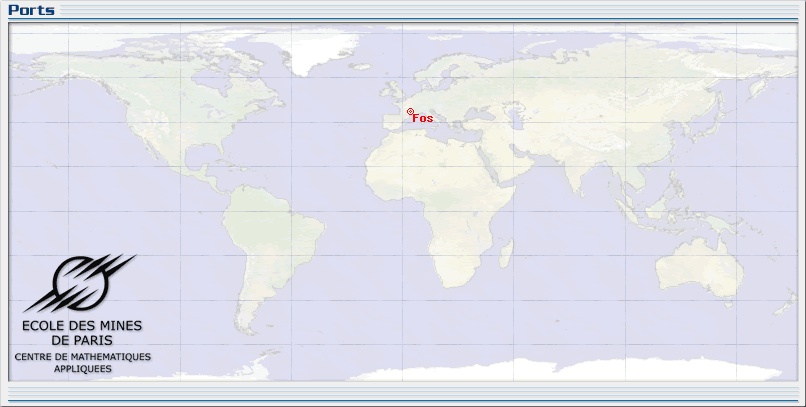 Ports
Fos
ECOLE DES MINES
DE PARIS
CENTRE DE MATHEMATIQUES
APPLIQUEES